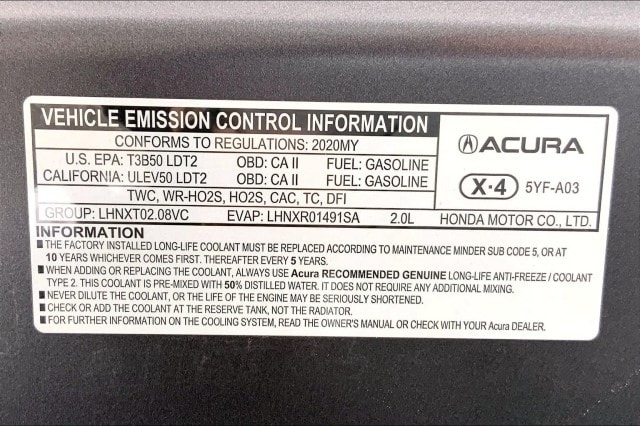 VEHICLE EMISSION CONTROL INFORMATION
CONFORMS TO REGULATIONS: 2020MY
U.S. EPA: T3B50 LDT2 OBD: CA II FUEL: GASOLINE
CALIFORNIA: ULEV50 LDT2 OBD: CA II FUEL: GASOLINE
TWC, WR-HO2S, HO2S, CAC, TC, DFI
GROUP: LHNXT02.08VC EVAP: LHNXR01491SA 2.0L
ACURA
X·4 5YF-A03
HONDA MOTOR CO., LTD.
INFORMATION
THE FACTORY INSTALLED LONG-LIFE COOLANT MUST BE REPLACED ACCORDING TO MAINTENANCE MINDER SUB CODE 5, OR AT
10 YEARS WHICHEVER COMES FIRST. THEREAFTER EVERY 5 YEARS.
WHEN ADDING OR REPLACING THE COOLANT, ALWAYS USE Acura RECOMMENDED GENUINE LONG-LIFE ANTI-FREEZE / COOLANT
TYPE 2. THIS COOLANT IS PRE-MIXED WITH 50% DISTILLED WATER. IT DOES NOT REQUIRE ANY ADDITIONAL MIXING.
NEVER DILUTE THE COOLANT, OR THE LIFE OF THE ENGINE MAY BE SERIOUSLY SHORTENED.
CHECK OR ADD THE COOLANT AT THE RESERVE TANK, NOT THE RADIATOR.
FOR FURTHER INFORMATION ON THE COOLING SYSTEM, READ THE OWNER'S MANUAL OR CHECK WITH YOUR Acura DEALER.